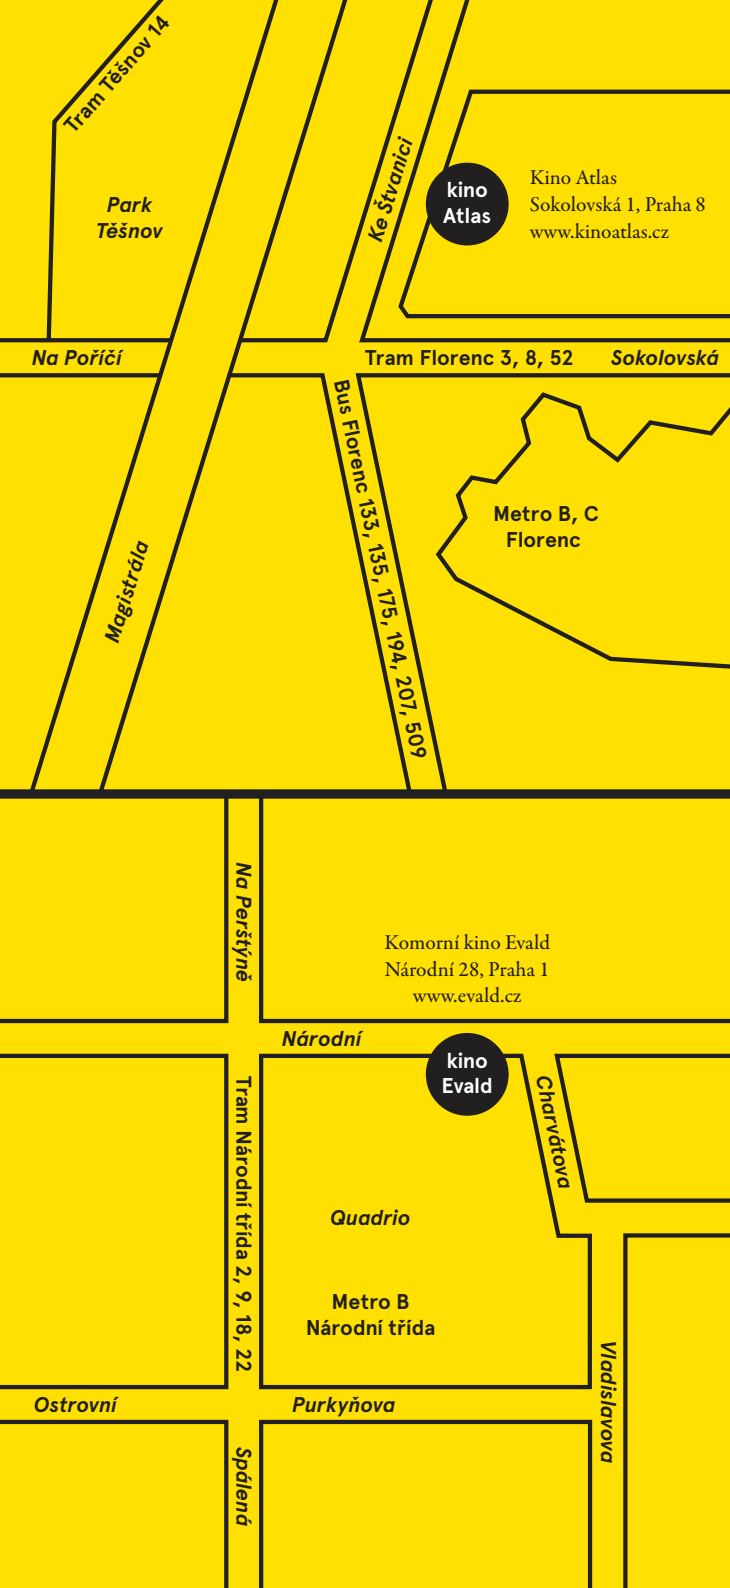 Tram Těšnov 14
Park
Těšnov
Ke Štvanici
kino
Atlas
Kino Atlas
Sokolovská 1, Praha 8
www.kinoatlas.cz
Na Poříčí
Tram Florenc 3, 8, 52
Sokolovská
Bus Florenc 133, 135, 175, 194, 207, 509
Metro B, C
Florenc
Magistrála
Na Perštýně
Komorní kino Evald
Národní 28, Praha 1
www.evald.cz
Národní
kino
Evald
Charvátova
Tram Národní třída 2, 9, 18, 22
Quadrio
Metro B
Národní třída
Vladislavova
Ostrovní
Purkyňova
Spálená